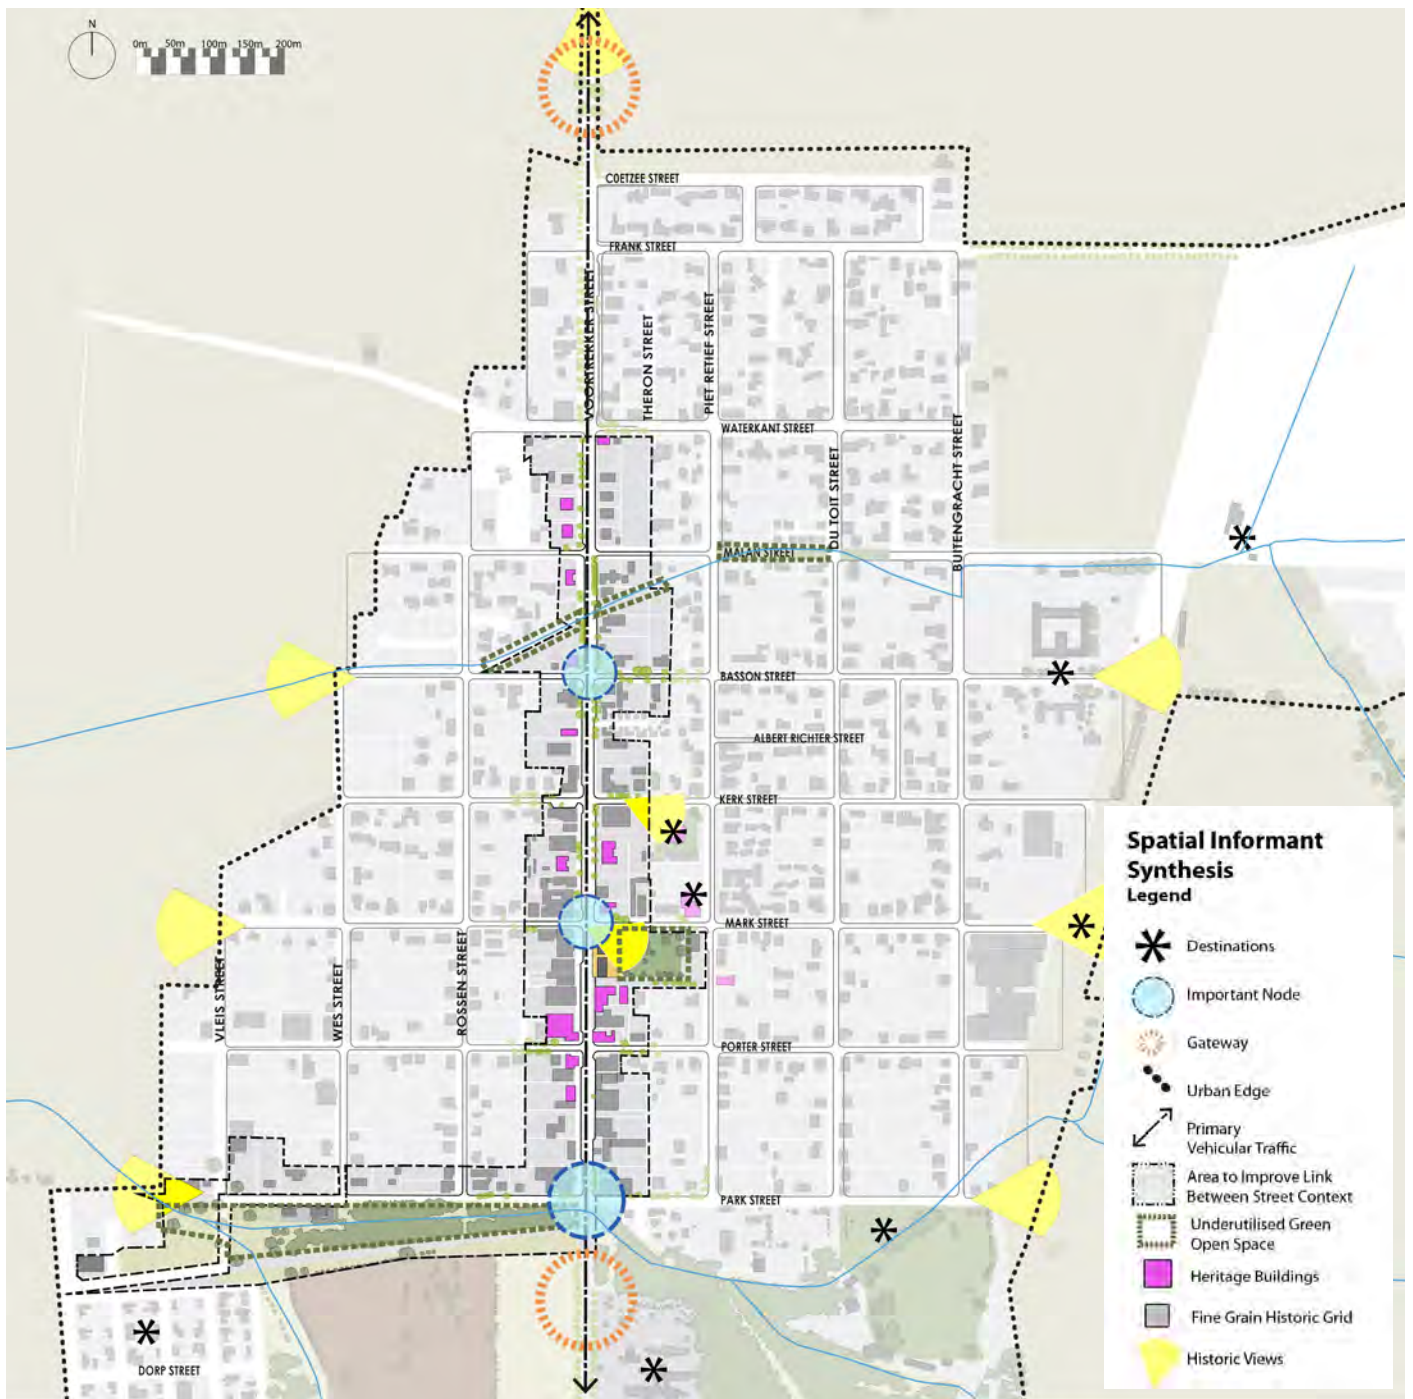 N
0m 50m 100m 150m 200m
COETZEE STREET
FRANK STREET
VOORTREKKER STREET
THERON STREET
PIET RETIEF STREET
WATERKANT STREET
DU TOIT STREET
BUITENGRACHT STREET
MALAN STREET
BASSON STREET
ALBERT RICHTER STREET
KERK STREET
MARK STREET
VLEIS STREET
WES STREET
ROSSEN STREET
PORTER STREET
PARK STREET
DORP STREET
Spatial Informant
Synthesis
Legend
Destinations
Important Node
Gateway
Urban Edge
Primary
Vehicular Traffic
Area to Improve Link
Between Street Context
Underutilised Green
Open Space
Heritage Buildings
Fine Grain Historic Grid
Historic Views